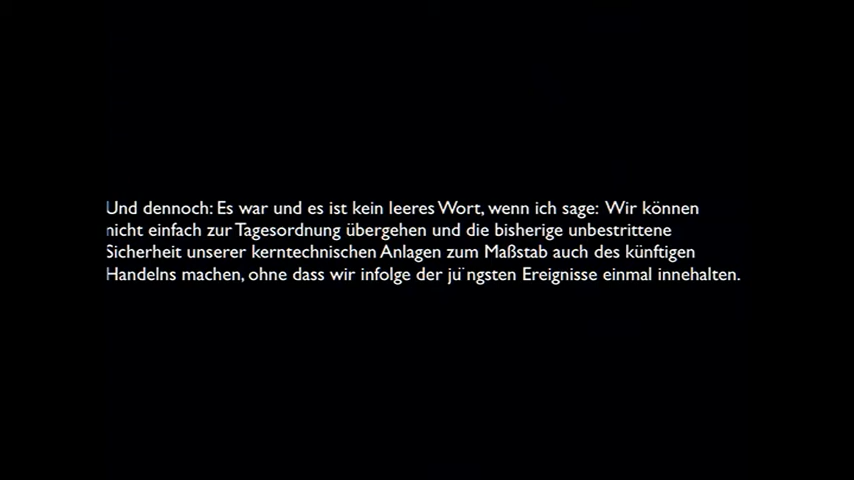 Und dennoch: Es war und es ist kein leeres Wort, wenn ich sage: Wir können
nicht einfach zur Tagesordnung übergehen und die bisherige unbestrittene
Sicherheit unserer kerntechnischen Anlagen zum Maßstab auch des künftigen
Handelns machen, ohne dass wir infolge der jüngsten Ereignisse einmal innehalten.